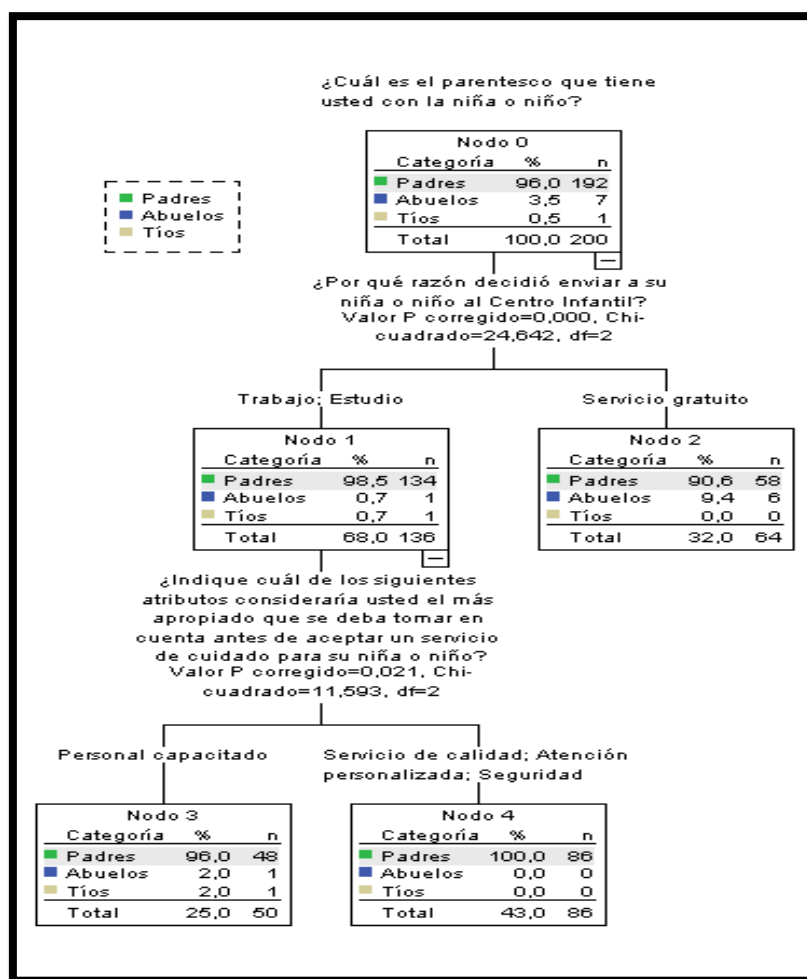 ¿Cuál es el parentesco que tiene
usted con la niña o niño?
Nodo 0
Categoría % n
Padres 96,0 192
Abuelos 3,5 7
Tíos 0,5 1
Total 100,0 200
Padres
Abuelos
Tíos
¿Por qué razón decidió enviar a su
niña o niño al Centro Infantil?
Valor P corregido=0,000, Chi-
cuadrado=24,642, df=2
Trabajo; Estudio
Nodo 1
Categoría % n
Padres 98,5 134
Abuelos 0,7 1
Tíos 0,7 1
Total 68,0 136
Servicio gratuito
Nodo 2
Categoría % n
Padres 90,6 58
Abuelos 9,4 6
Tíos 0,0 0
Total 32,0 64
¿Indique cuál de los siguientes
atributos consideraría usted el más
apropiado que se deba tomar en
cuenta antes de aceptar un servicio
de cuidado para su niña o niño?
Valor P corregido=0,021, Chi-
cuadrado=11,593, df=2
Personal capacitado
Nodo 3
Categoría % n
Padres 96,0 48
Abuelos 2,0 1
Tíos 2,0 1
Total 25,0 50
Servicio de calidad; Atención
personalizada; Seguridad
Nodo 4
Categoría % n
Padres 100,0 86
Abuelos 0,0 0
Tíos 0,0 0
Total 43,0 86